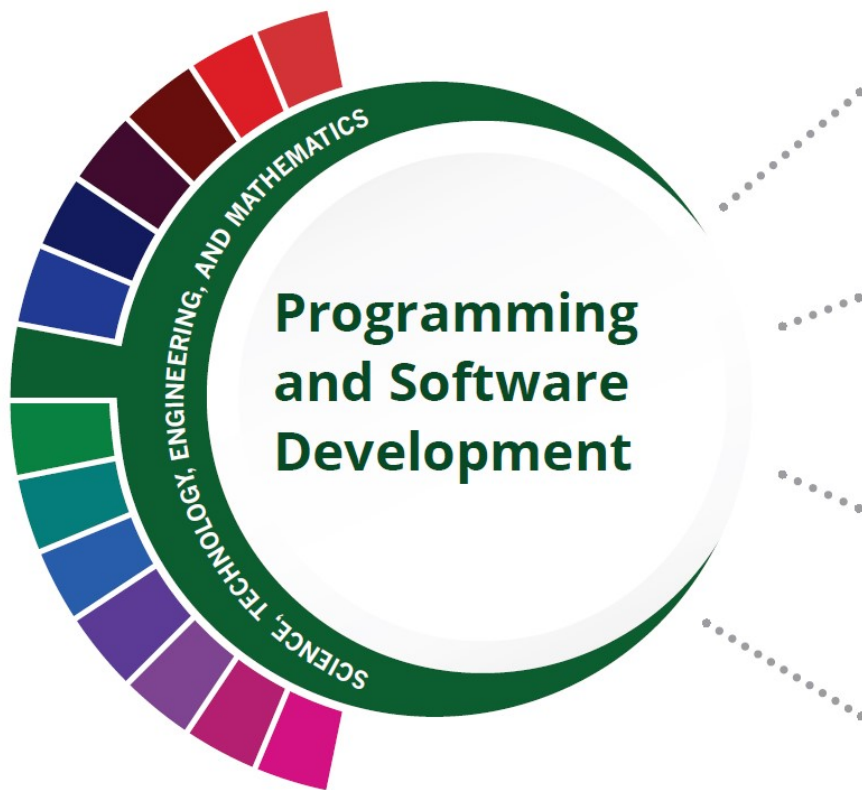 SCIENCE, TECHNOLOGY, ENGINEERING, AND MATHEMATICS
Programming
and Software
Development